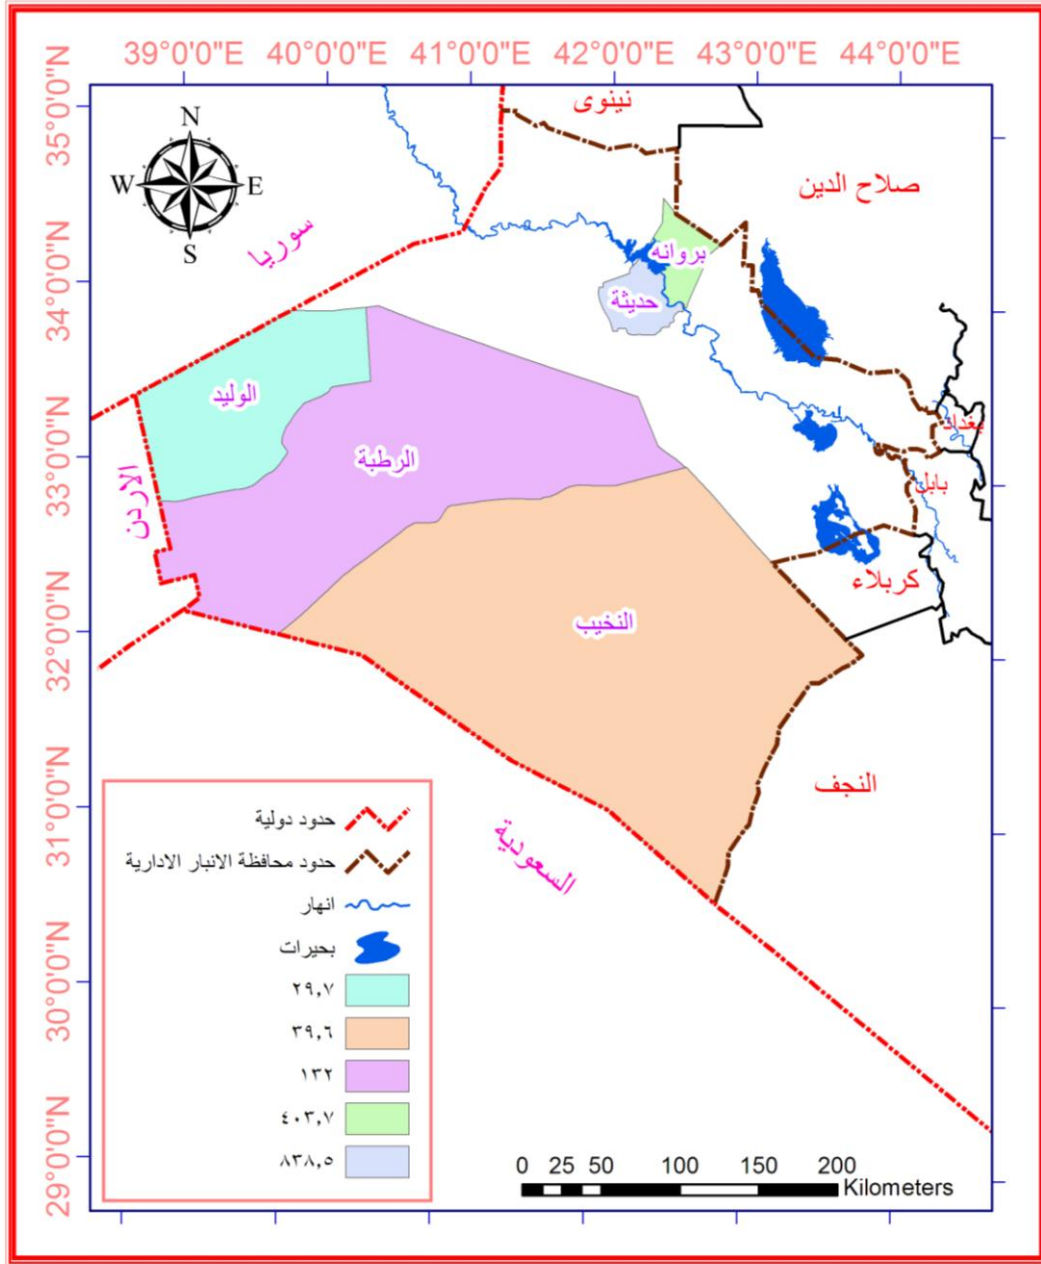 39°0'0"E 40°0'0"E 41°0'0"E 42°0'0"E 43°0'0"E 44°0'0"E
35°0'0"N
34°0'0"N
33°0'0"N
32°0'0"N
31°0'0"N
30°0'0"N
29°0'0"N
N
W E
S
نينوى
صلاح الدين
سوريا
بروانه
حديثة
الوليد
الرطبة
بغداد
بابل
الاردن
كربلاء
النخيب
النجف
السعودية
حدود دولية
حدود محافظة الانبار الادارية
انهار
بحيرات
٢٩,٧
٣٩,٦
١٣٢
٤٠٣,٧
٨٣٨,٥
0 25 50 100 150 200
Kilometers